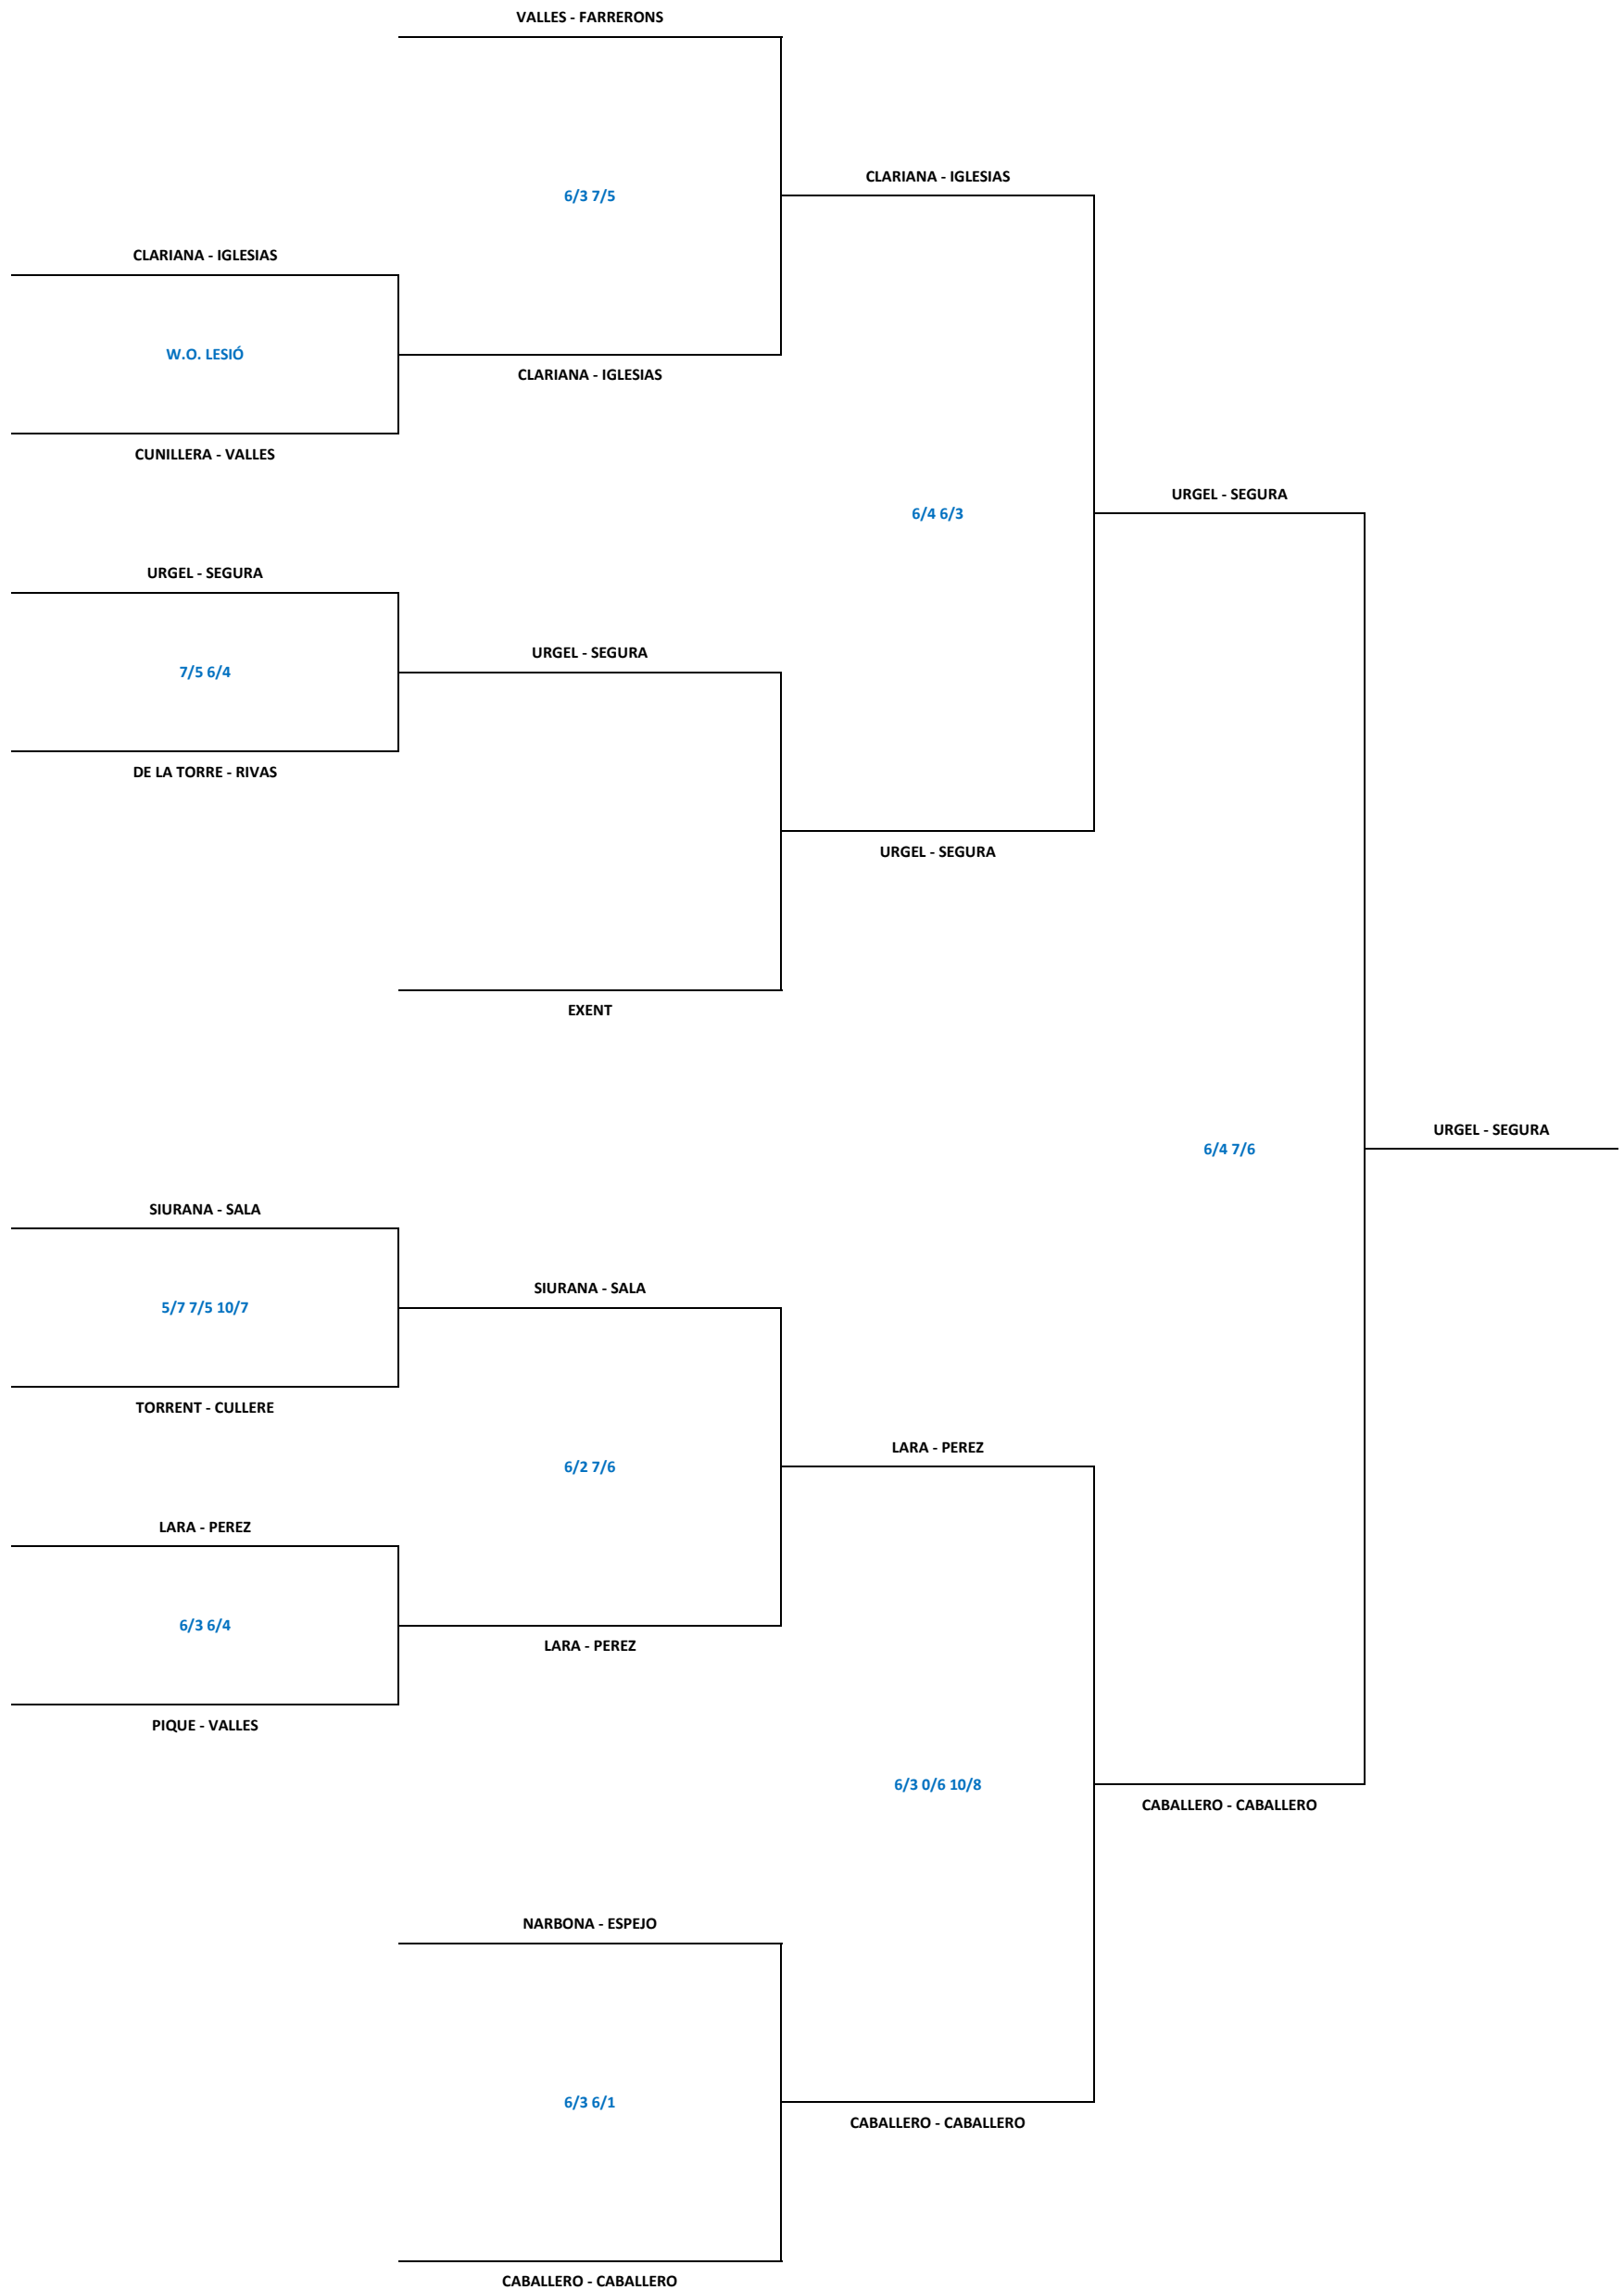 VALLES - FARRERONS
CLARIANA - IGLESIAS
6/3 7/5
CLARIANA - IGLESIAS
W.O. LESIÓ
CLARIANA - IGLESIAS
CUNILLERA - VALLES
URGEL - SEGURA
6/4 6/3
URGEL - SEGURA
URGEL - SEGURA
7/5 6/4
DE LA TORRE - RIVAS
URGEL - SEGURA
EXENT
URGEL - SEGURA
6/4 7/6
SIURANA - SALA
SIURANA - SALA
5/7 7/5 10/7
TORRENT - CULLERE
LARA - PEREZ
6/2 7/6
LARA - PEREZ
6/3 6/4
LARA - PEREZ
PIQUE - VALLES
6/3 0/6 10/8
CABALLERO - CABALLERO
NARBONA - ESPEJO
6/3 6/1
CABALLERO - CABALLERO
CABALLERO - CABALLERO